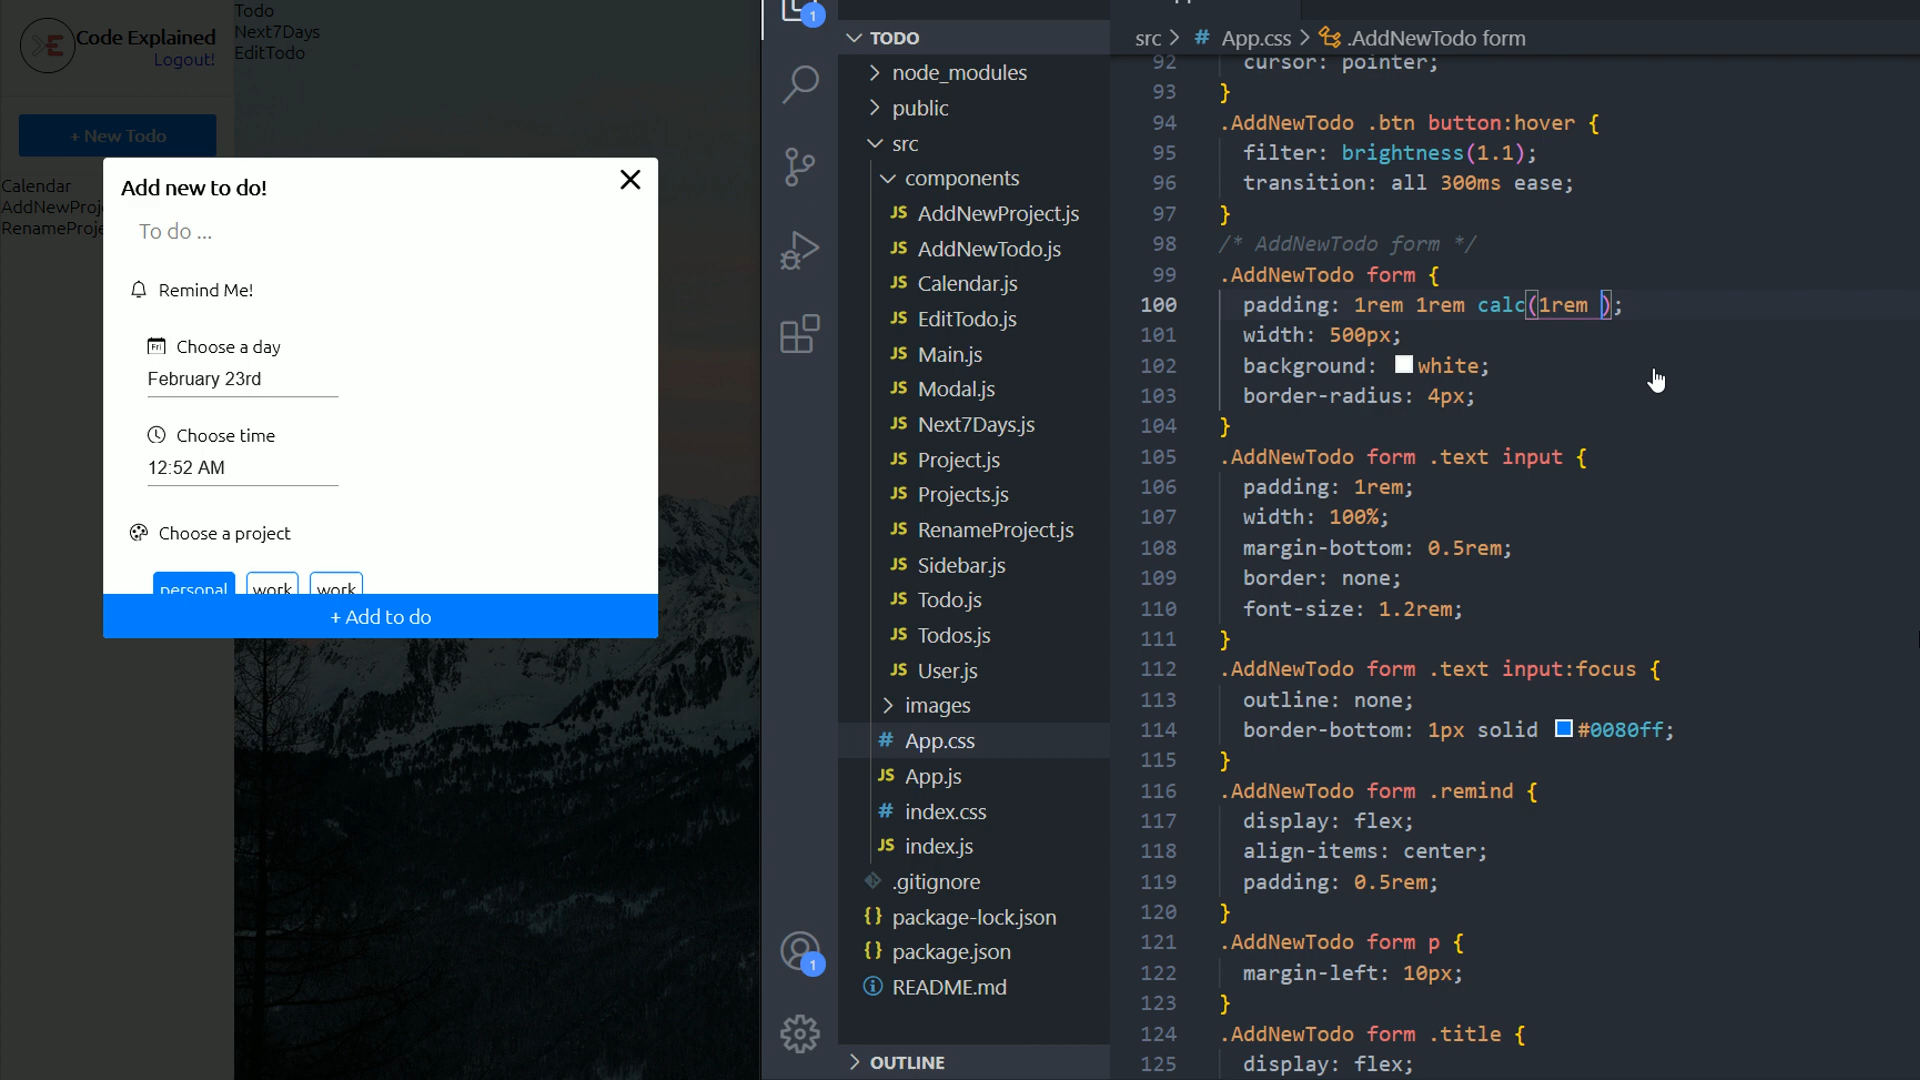 Code Explained
Logout!
+ New Todo
Calendar
AddNewProj
RenameProje
Todo
Next7Days
EditTodo
Add new to do!
To do ...
Remind Me!
Fri
Choose a day
February 23rd
Choose time
12:52 AM
Choose a project
personal
work
work
+ Add to do
1
1
TODO
node_modules
public
src
components
JS AddNewProject.js
JS AddNewTodo.js
JS Calendar.js
JS EditTodo.js
JS Main.js
JS Modal.js
JS Next7Days.js
JS Project.js
JS Projects.js
JS RenameProject.js
JS Sidebar.js
JS Todo.js
JS Todos.js
JS User.js
images
# App.css
JS App.js
# index.css
JS index.js
.gitignore
{} package-lock.json
{} package.json
README.md
OUTLINE
src > # App.css > .AddNewTodo form
92 cursor: pointer;
93 }
94 .AddNewTodo .btn button:hover {
95 filter: brightness(1.1);
96 transition: all 300ms ease;
97 }
98 /* AddNewTodo form */
99 .AddNewTodo form {
100 padding: 1rem 1rem calc(1rem );
101 width: 500px;
102 background: white;
103 border-radius: 4px;
104 }
105 .AddNewTodo form .text input {
106 padding: 1rem;
107 width: 100%;
108 margin-bottom: 0.5rem;
109 border: none;
110 font-size: 1.2rem;
111 }
112 .AddNewTodo form .text input:focus {
113 outline: none;
114 border-bottom: 1px solid #0080ff;
115 }
116 .AddNewTodo form .remind {
117 display: flex;
118 align-items: center;
119 padding: 0.5rem;
120 }
121 .AddNewTodo form p {
122 margin-left: 10px;
123 }
124 .AddNewTodo form .title {
125 display: flex;